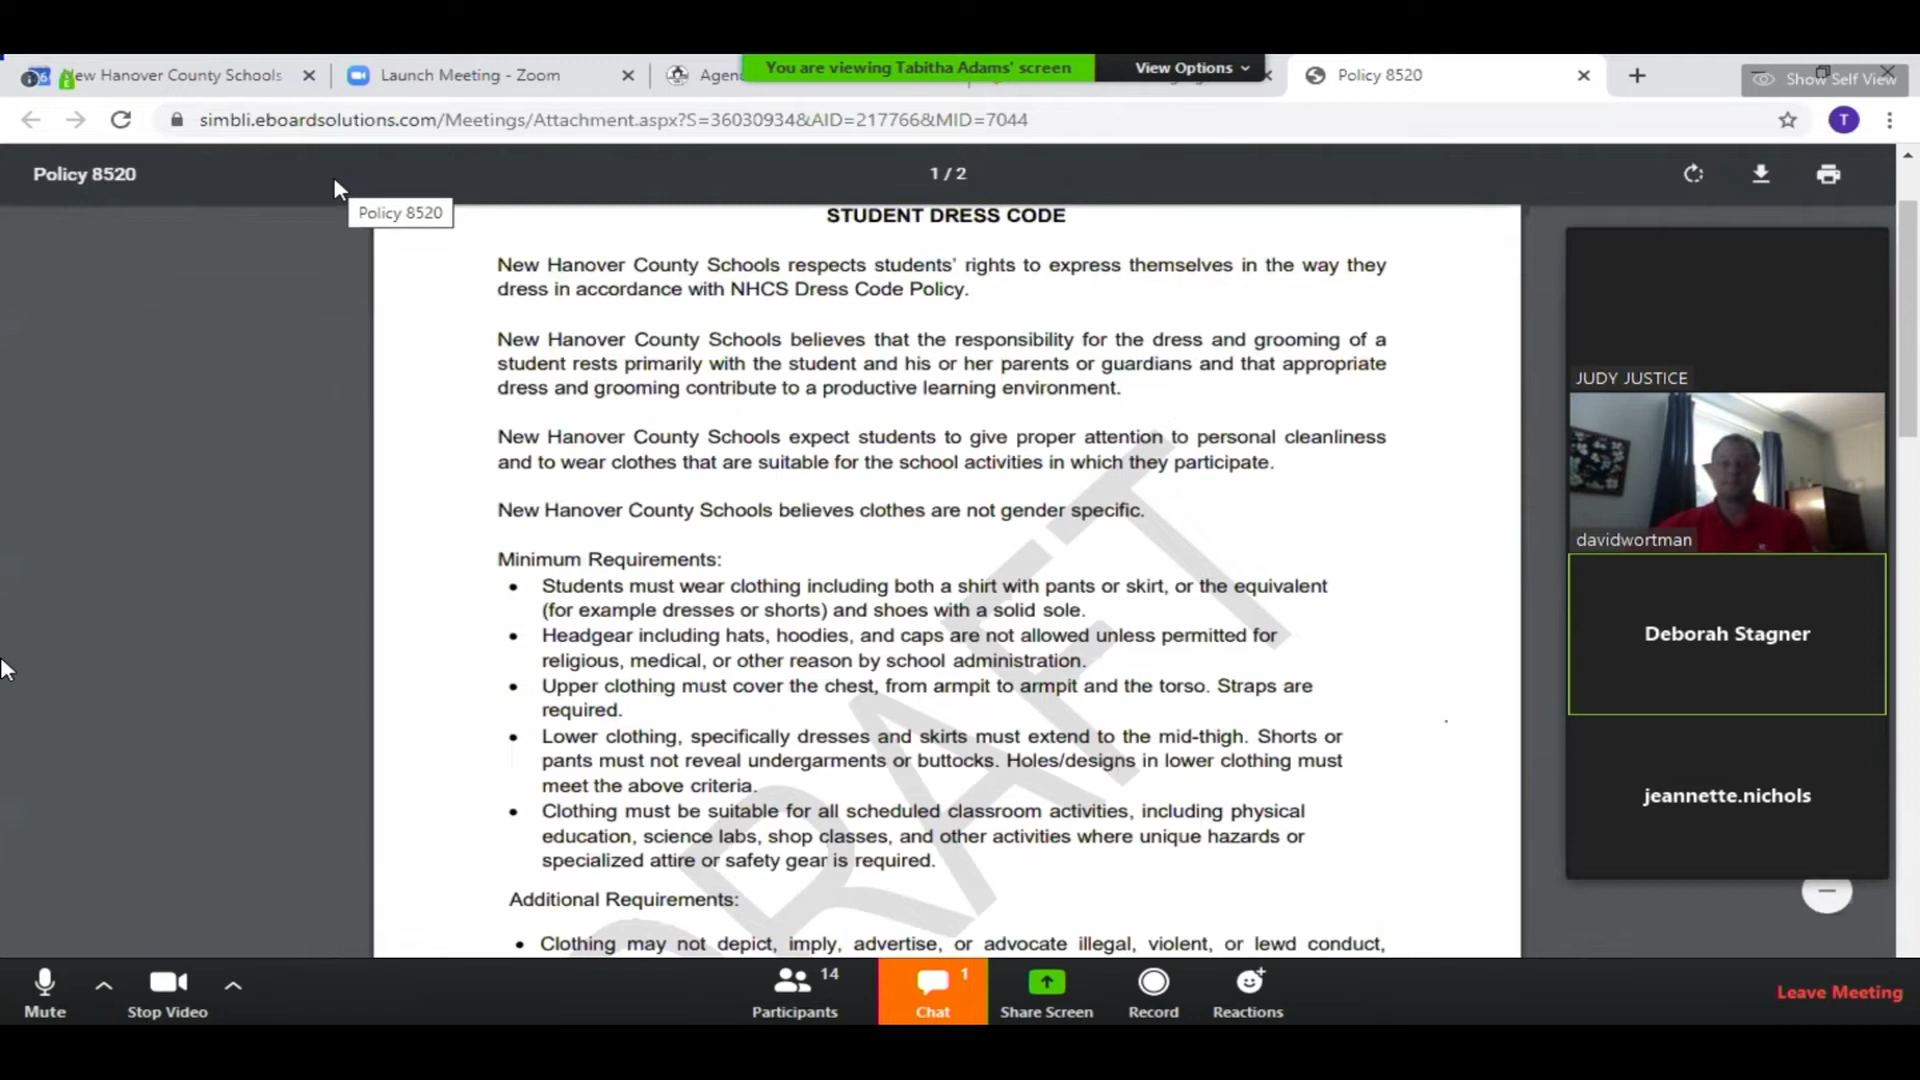 New Hanover County Schools
Launch Meeting - Zoom
Agen
You are viewing Tabitha Adams' screen
View Options
Policy 8520
Show Self View
simbli.eboardsolutions.com/Meetings/Attachment.aspx?S=36030934&AID=217766&MID=7044
T
Policy 8520
1 / 2
Policy 8520
STUDENT DRESS CODE
New Hanover County Schools respects students' rights to express themselves in the way they
dress in accordance with NHCS Dress Code Policy.
New Hanover County Schools believes that the responsibility for the dress and grooming of a
student rests primarily with the student and his or her parents or guardians and that appropriate
dress and grooming contribute to a productive learning environment.
New Hanover County Schools expect students to give proper attention to personal cleanliness
and to wear clothes that are suitable for the school activities in which they participate.
New Hanover County Schools believes clothes are not gender specific.
Minimum Requirements:
• Students must wear clothing including both a shirt with pants or skirt, or the equivalent
(for example dresses or shorts) and shoes with a solid sole.
• Headgear including hats, hoodies, and caps are not allowed unless permitted for
religious, medical, or other reason by school administration.
• Upper clothing must cover the chest, from armpit to armpit and the torso. Straps are
required.
• Lower clothing, specifically dresses and skirts must extend to the mid-thigh. Shorts or
pants must not reveal undergarments or buttocks. Holes/designs in lower clothing must
meet the above criteria.
• Clothing must be suitable for all scheduled classroom activities, including physical
education, science labs, shop classes, and other activities where unique hazards or
specialized attire or safety gear is required.
Additional Requirements:
• Clothing may not depict, imply, advertise, or advocate illegal, violent, or lewd conduct,
DRAFT
JUDY JUSTICE
davidwortman
Deborah Stagner
jeannette.nichols
Mute
Stop Video
14
Participants
1
Chat
Share Screen
Record
Reactions
Leave Meeting